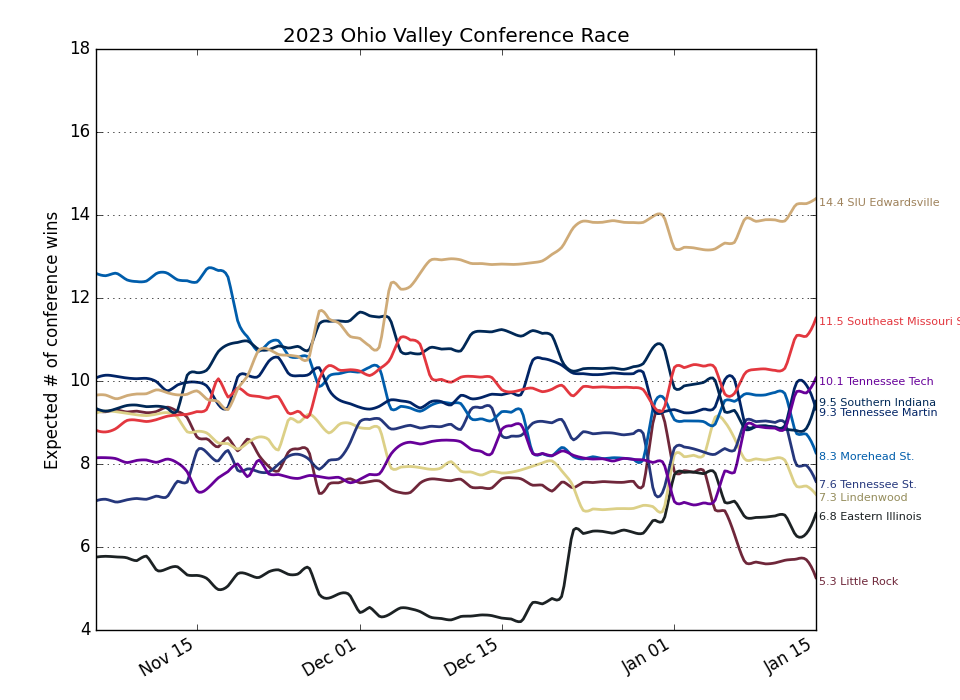 2023 Ohio Valley Conference Race
Expected # of conference wins
18
16
14
12
10
8
6
4
Nov 15
Dec 01
Dec 15
Jan 01
Jan 15
14.4 SIU Edwardsville
11.5 Southeast Missouri S
10.1 Tennessee Tech
9.5 Southern Indiana
9.3 Tennessee Martin
8.3 Morehead St.
7.6 Tennessee St.
7.3 Lindenwood
6.8 Eastern Illinois
5.3 Little Rock